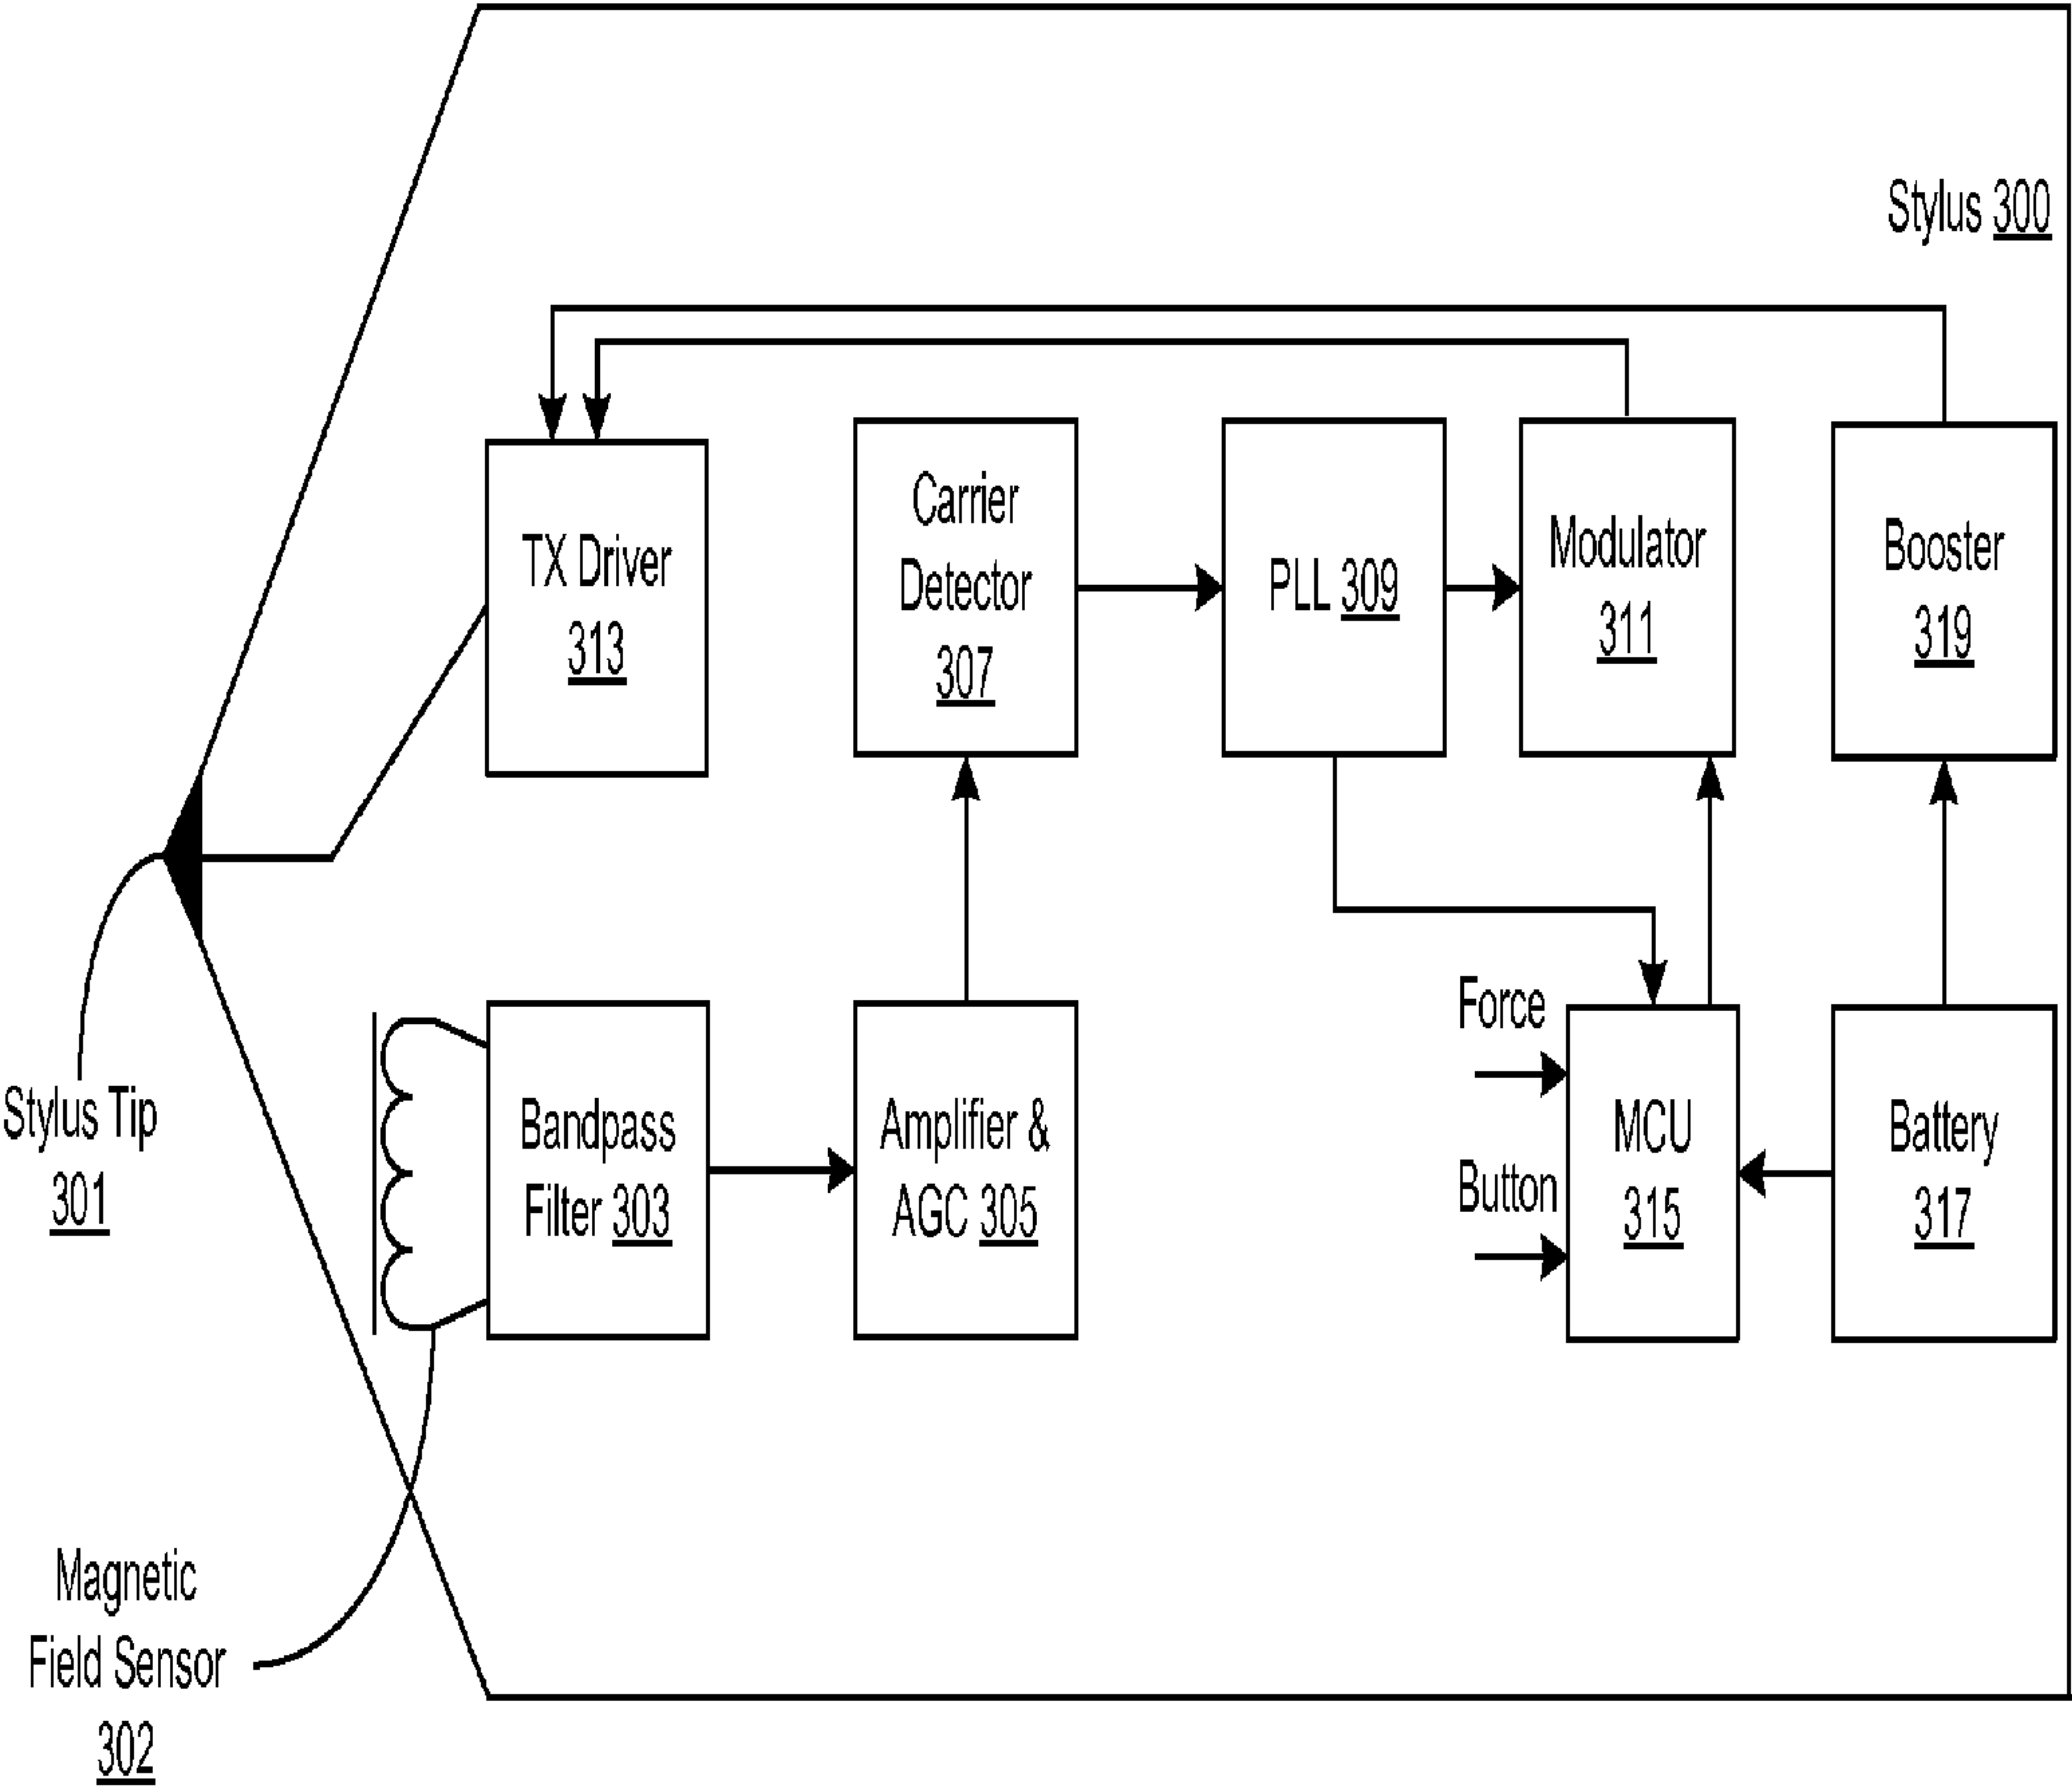 Stylus 300
TX Driver
313
Carrier
Detector
307
PLL 309
Modulator
311
Booster
319
Stylus Tip
301
Bandpass
Filter 303
Amplifier &
AGC 305
Force
Button
MCU
315
Battery
317
Magnetic
Field Sensor
302